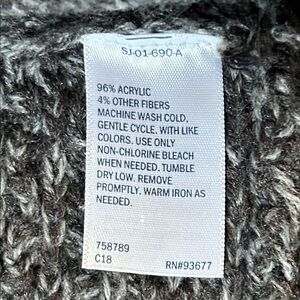 SJ-01-690-A
96% ACRYLIC
4% OTHER FIBERS
MACHINE WASH COLD,
GENTLE CYCLE, WITH LIKE
COLORS. USE ONLY
NON-CHLORINE BLEACH
WHEN NEEDED. TUMBLE
DRY LOW. REMOVE
PROMPTLY. WARM IRON AS
NEEDED.
758789
C18 RN#93677